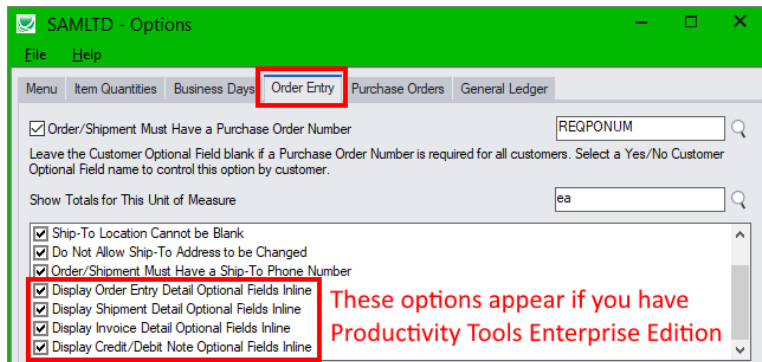 SAMLTD - Options
File Help
Menu Item Quantities Business Days Order Entry Purchase Orders General Ledger
Order/Shipment Must Have a Purchase Order Number REQPONUM
Leave the Customer Optional Field blank if a Purchase Order Number is required for all customers. Select a Yes/No Customer
Optional Field name to control this option by customer.
Show Totals for This Unit of Measure ea
Ship-To Location Cannot be Blank
Do Not Allow Ship-To Address to be Changed
Order/Shipment Must Have a Ship-To Phone Number
Display Order Entry Detail Optional Fields Inline
Display Shipment Detail Optional Fields Inline
Display Invoice Detail Optional Fields Inline
Display Credit/Debit Note Optional Fields Inline
These options appear if you have
Productivity Tools Enterprise Edition